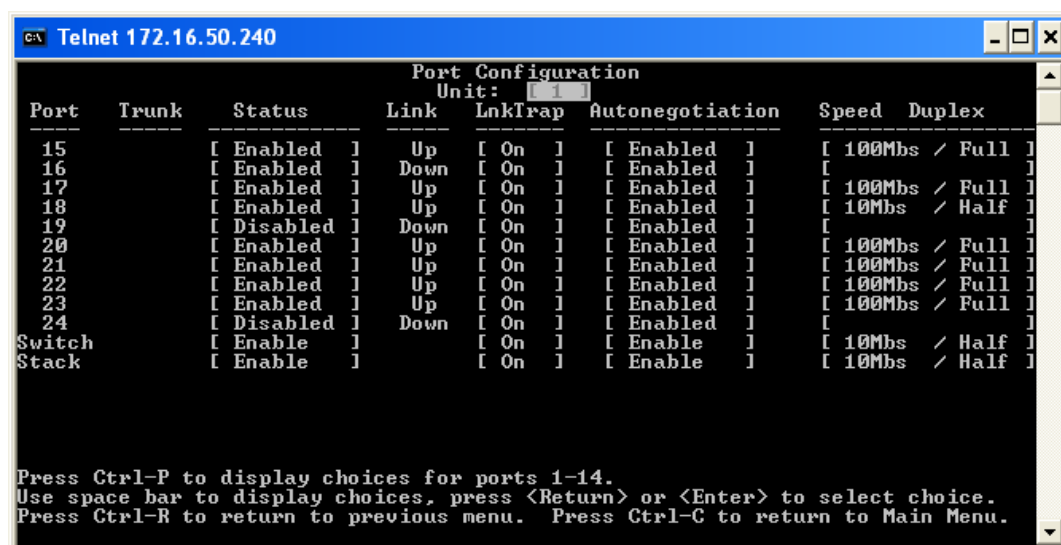 Telnet 172.16.50.240
Port Configuration
Unit: [ 1 ]
Port Trunk Status Link LnkTrap Autonegotiation Speed Duplex
---- ----- ------------ ----- ------- --------------- -----------------
15 [ Enabled ] Up [ On ] [ Enabled ] [ 100Mbs / Full ]
16 [ Enabled ] Down [ On ] [ Enabled ] [ ]
17 [ Enabled ] Up [ On ] [ Enabled ] [ 100Mbs / Full ]
18 [ Enabled ] Up [ On ] [ Enabled ] [ 10Mbs / Half ]
19 [ Disabled ] Down [ On ] [ Enabled ] [ ]
20 [ Enabled ] Up [ On ] [ Enabled ] [ 100Mbs / Full ]
21 [ Enabled ] Up [ On ] [ Enabled ] [ 100Mbs / Full ]
22 [ Enabled ] Up [ On ] [ Enabled ] [ 100Mbs / Full ]
23 [ Enabled ] Up [ On ] [ Enabled ] [ 100Mbs / Full ]
24 [ Disabled ] Down [ On ] [ Enabled ] [ ]
Switch [ Enable ] [ On ] [ Enable ] [ 10Mbs / Half ]
Stack [ Enable ] [ On ] [ Enable ] [ 10Mbs / Half ]
Press Ctrl-P to display choices for ports 1-14.
Use space bar to display choices, press <Return> or <Enter> to select choice.
Press Ctrl-R to return to previous menu. Press Ctrl-C to return to Main Menu.